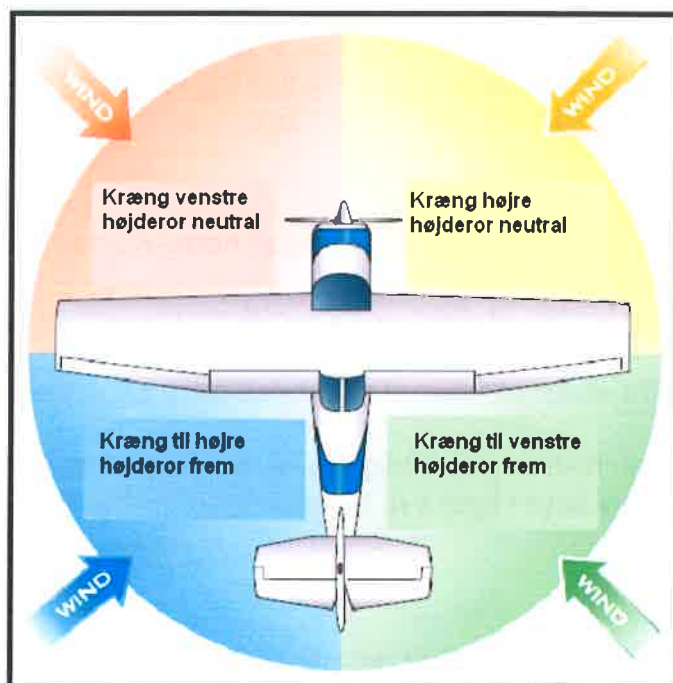 WIND
WIND
Kræng venstre
højderor neutral
Kræng højre
højderor neutral
Kræng til højre
højderor frem
Kræng til venstre
højderor frem
WIND
WIND